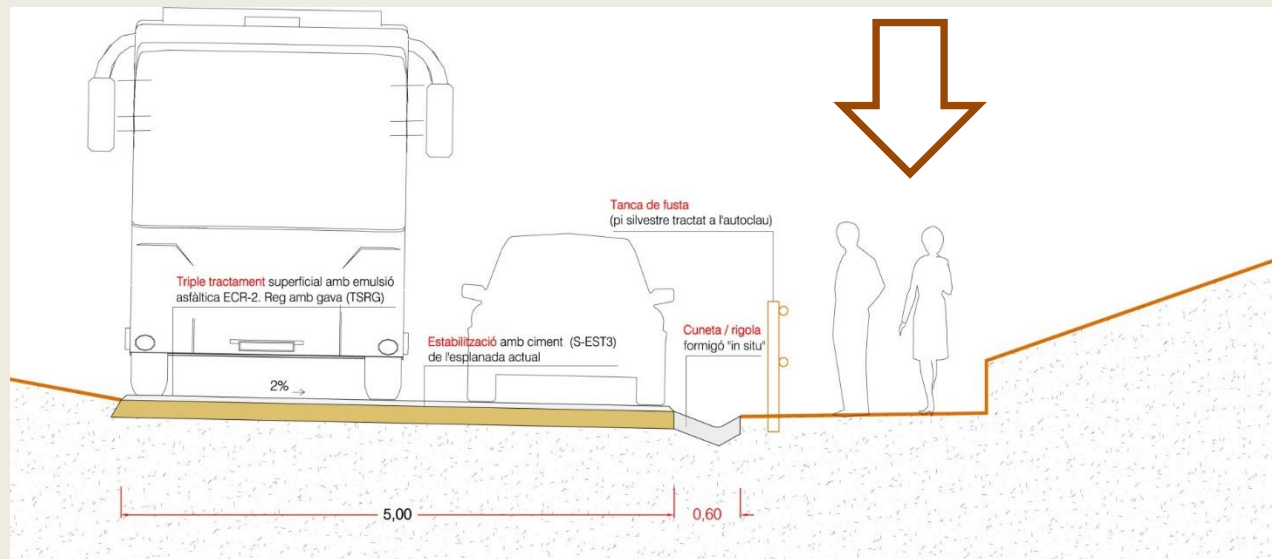 Tanca de fusta
(pi silvestre tractat a l'autoclau)
Triple tractament superficial amb emulsió
asfàltica ECR-2. Reg amb gava (TSRG)
Estabilització amb ciment (S-EST3)
de l'esplanada actual
Cuneta / rigola
formigó "in situ"
2%
5,00
0,60